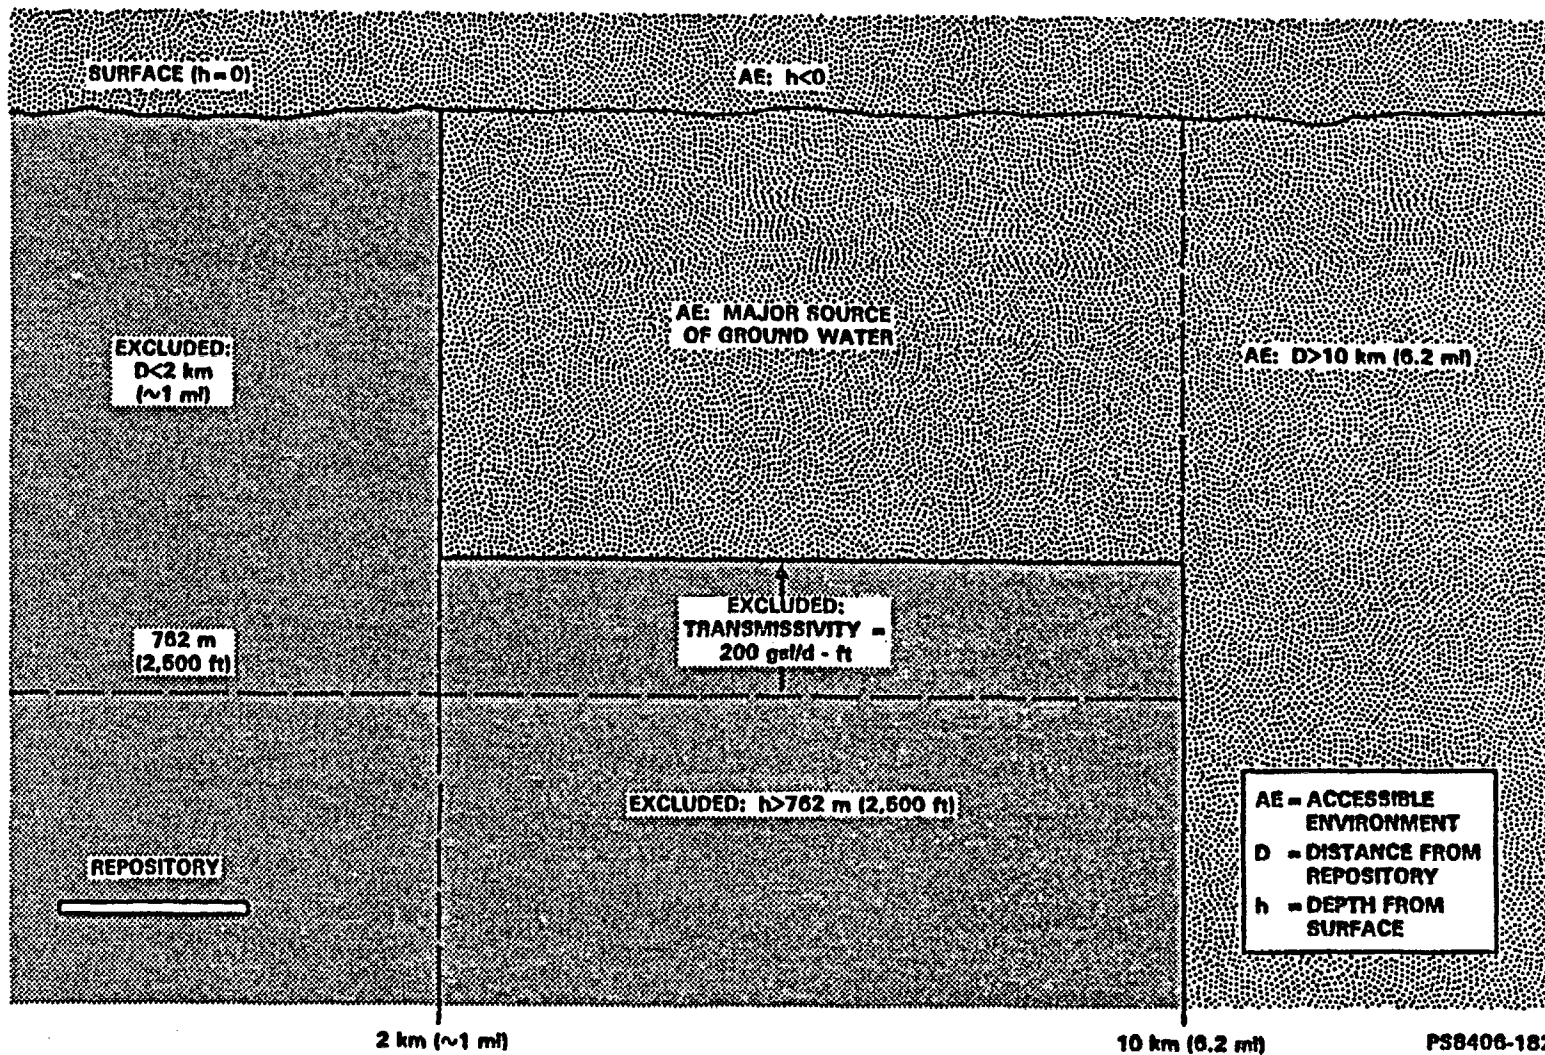 SURFACE (h=0)
AE: h<0
AE: MAJOR SOURCE
OF GROUND WATER
EXCLUDED:
D<2 km
(~1 mi)
AE: D>10 km (6.2 mi)
EXCLUDED:
TRANSMISSIVITY =
200 gal/d - ft
762 m
(2,500 ft)
EXCLUDED: h>762 m (2,500 ft)
REPOSITORY
AE = ACCESSIBLE
ENVIRONMENT
D = DISTANCE FROM
REPOSITORY
h = DEPTH FROM
SURFACE
2 km (~1 mi)
10 km (6.2 mi)